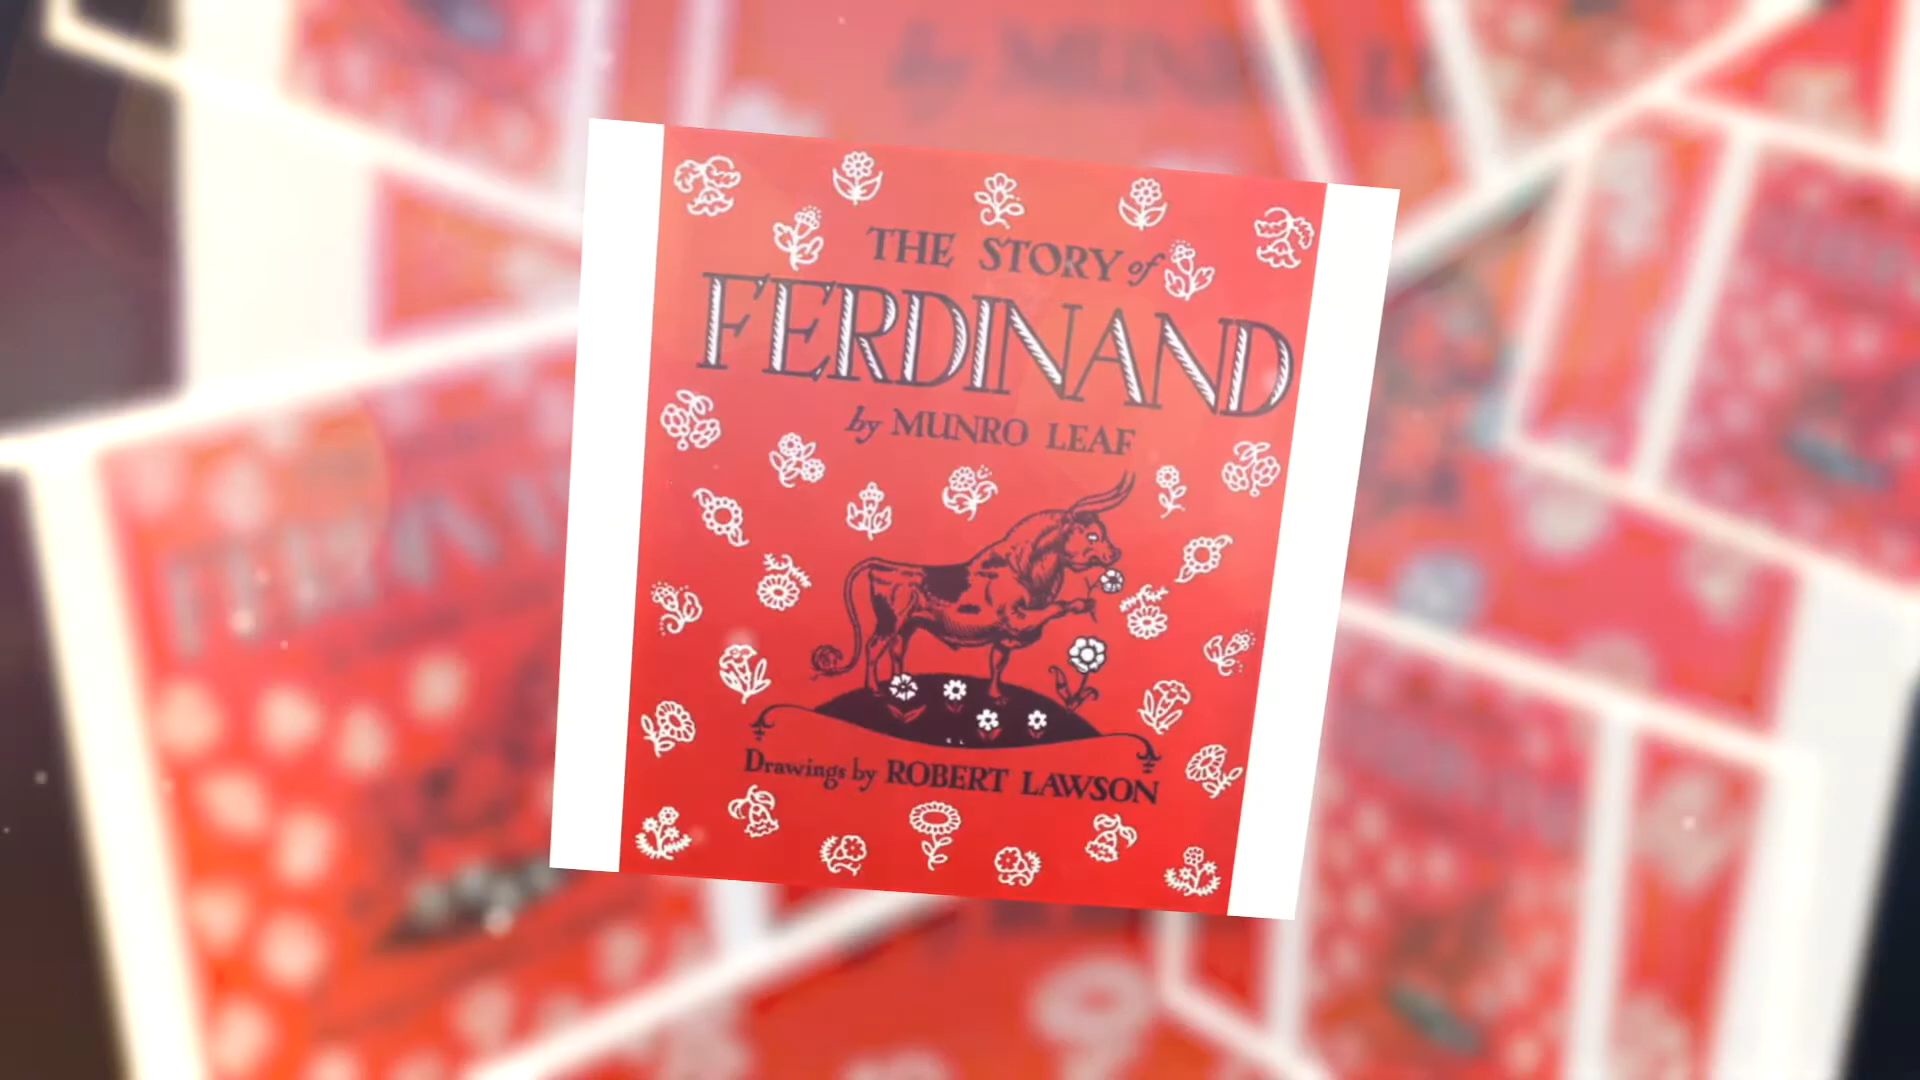 THE STORY of
FERDINAND
by MUNRO LEAF
Drawings by ROBERT LAWSON